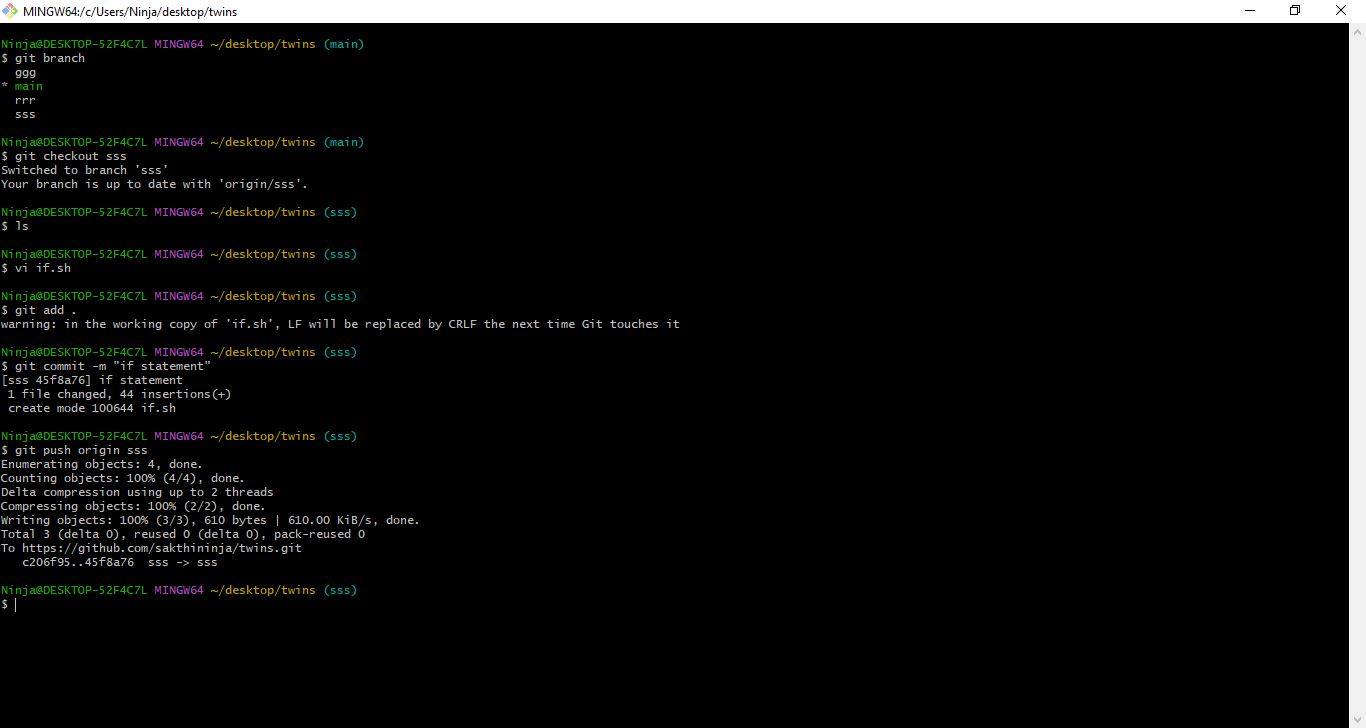 MINGW64:/c/Users/Ninja/desktop/twins
Ninja@DESKTOP-52F4C7L MINGW64 ~/desktop/twins (main)
$ git branch
  ggg
* main
  rrr
  sss
Ninja@DESKTOP-52F4C7L MINGW64 ~/desktop/twins (main)
$ git checkout sss
Switched to branch 'sss'
Your branch is up to date with 'origin/sss'.
Ninja@DESKTOP-52F4C7L MINGW64 ~/desktop/twins (sss)
$ ls
Ninja@DESKTOP-52F4C7L MINGW64 ~/desktop/twins (sss)
$ vi if.sh
Ninja@DESKTOP-52F4C7L MINGW64 ~/desktop/twins (sss)
$ git add .
warning: in the working copy of 'if.sh', LF will be replaced by CRLF the next time Git touches it
Ninja@DESKTOP-52F4C7L MINGW64 ~/desktop/twins (sss)
$ git commit -m "if statement"
[sss 45f8a76] if statement
 1 file changed, 44 insertions(+)
 create mode 100644 if.sh
Ninja@DESKTOP-52F4C7L MINGW64 ~/desktop/twins (sss)
$ git push origin sss
Enumerating objects: 4, done.
Counting objects: 100% (4/4), done.
Delta compression using up to 2 threads
Compressing objects: 100% (2/2), done.
Writing objects: 100% (3/3), 610 bytes | 610.00 KiB/s, done.
Total 3 (delta 0), reused 0 (delta 0), pack-reused 0
To https://github.com/sakthininja/twins.git
   c206f95..45f8a76  sss -> sss
Ninja@DESKTOP-52F4C7L MINGW64 ~/desktop/twins (sss)
$